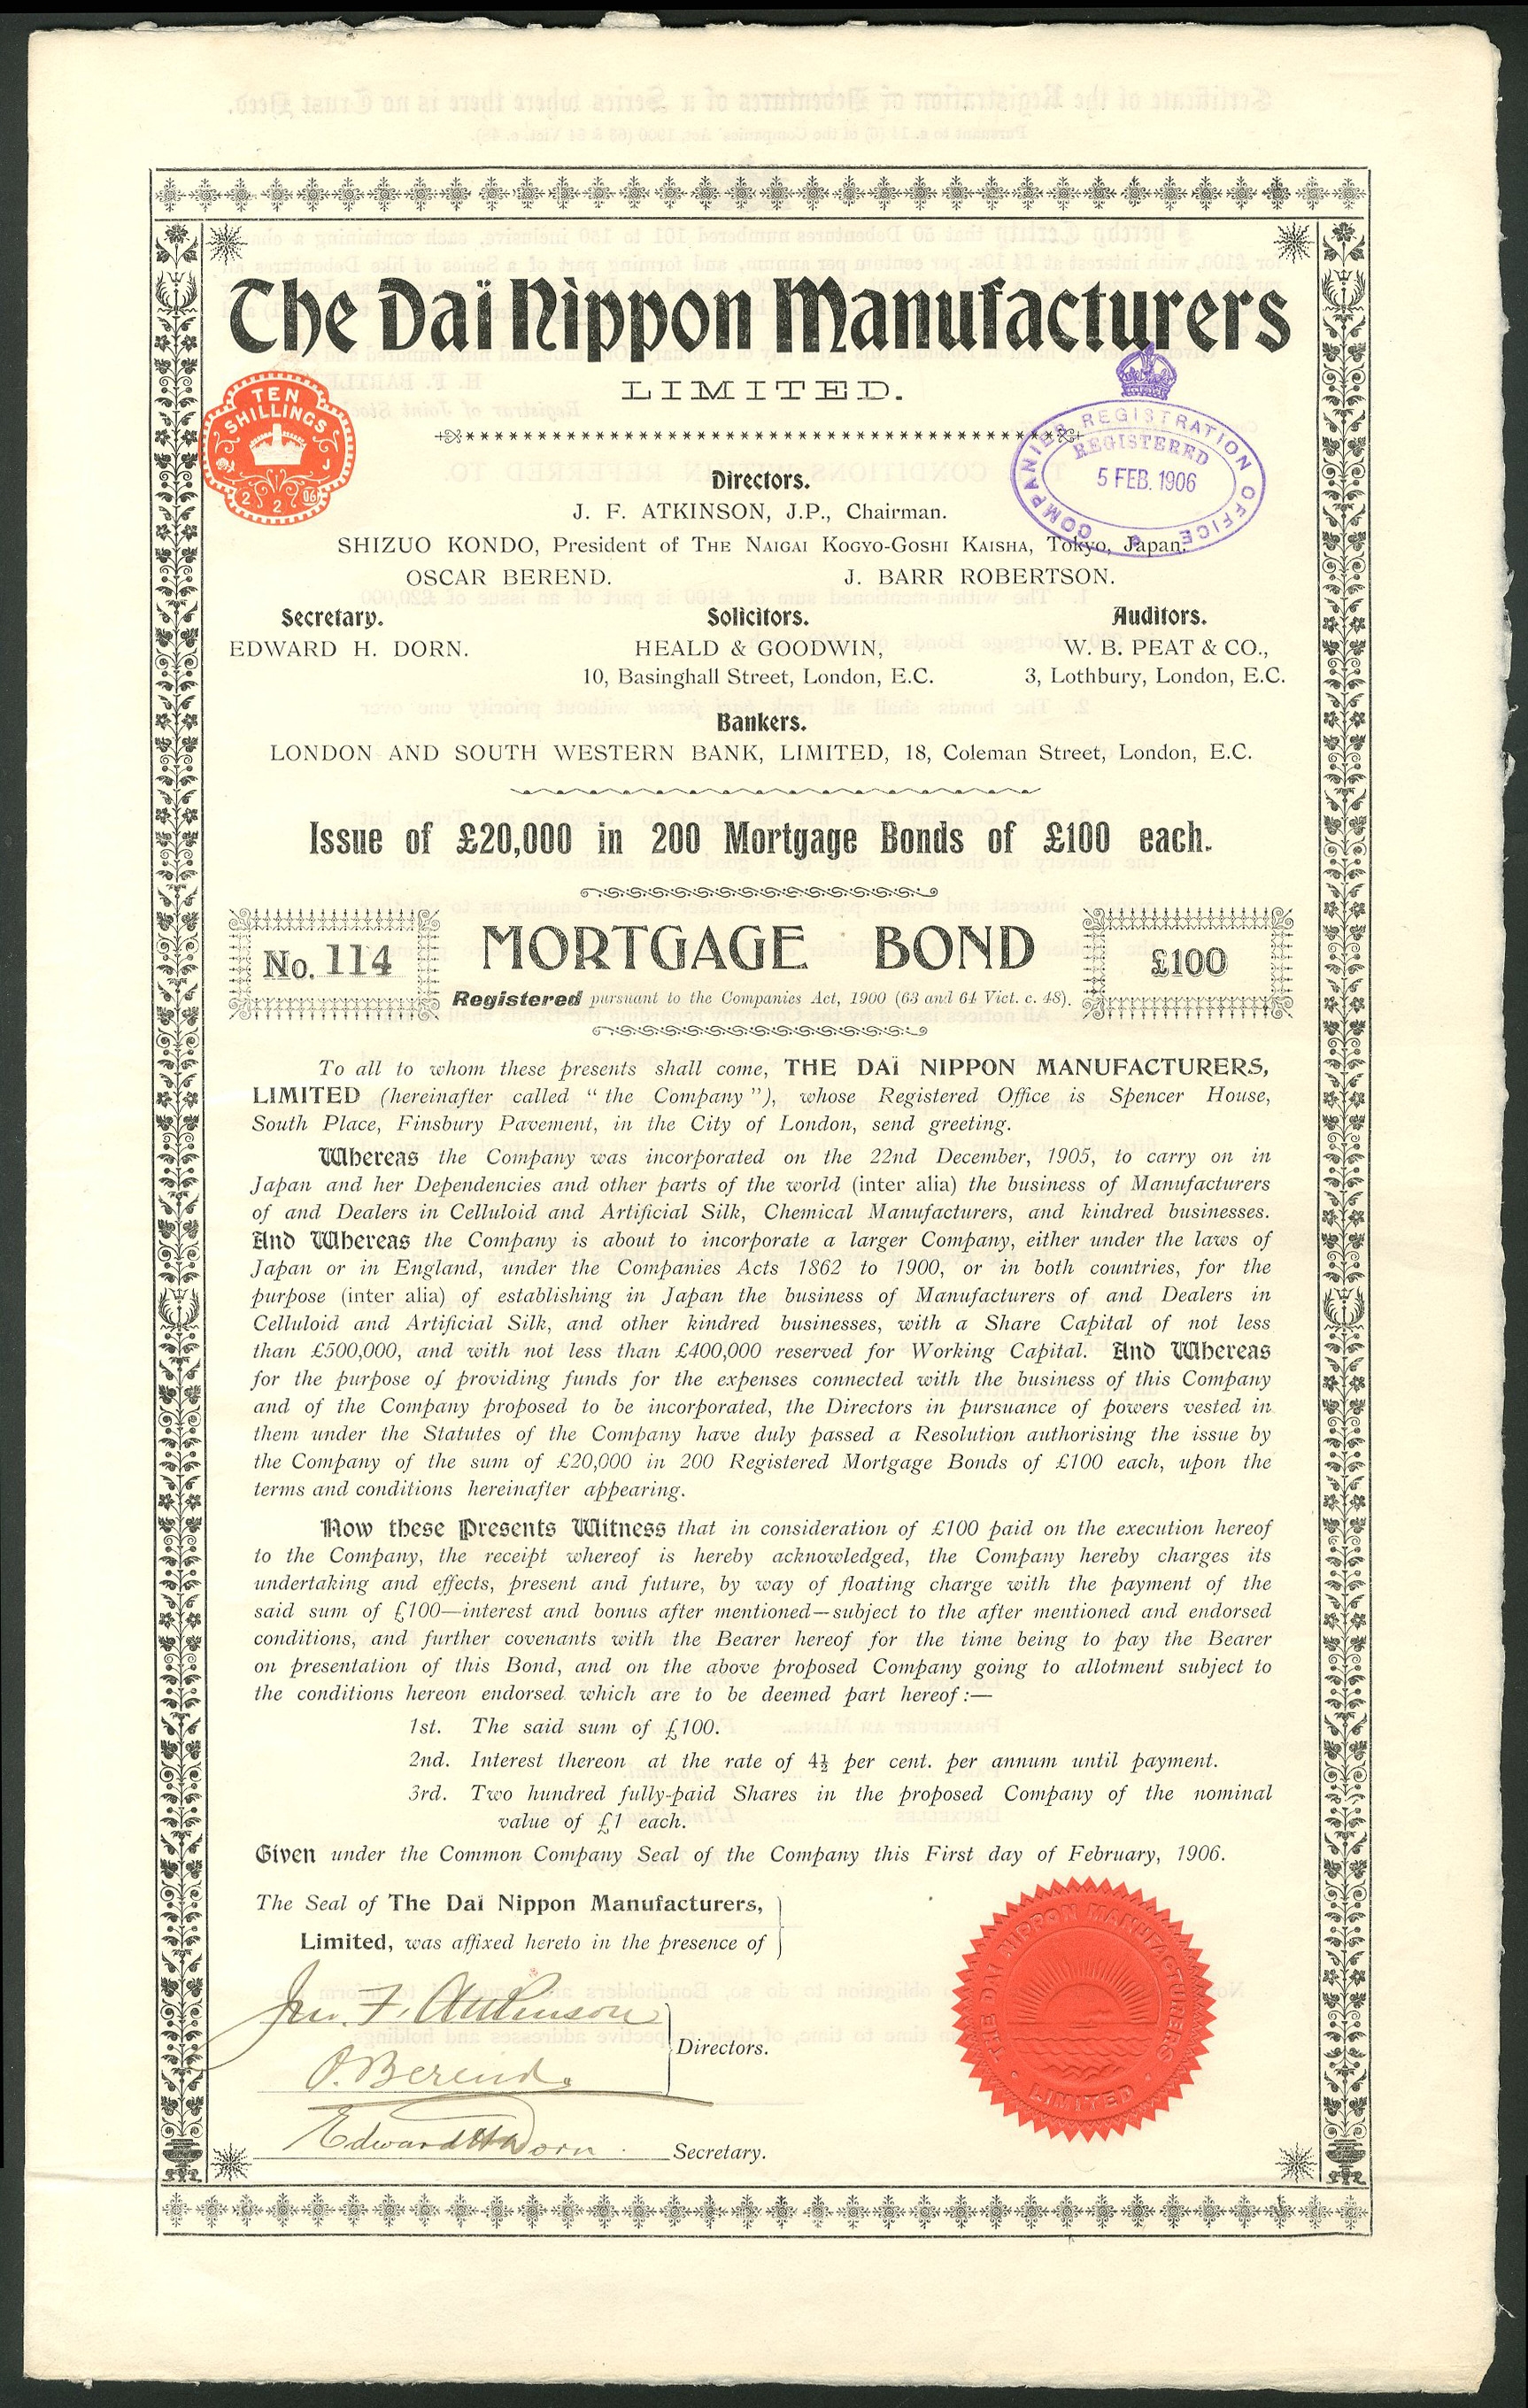 The Daï Nippon Manufacturers
LIMITED.
TEN
SHILLINGS
2 2 06
COMPANIES REGISTRATION OFFICE
REGISTERED
5 FEB. 1906
Directors.
J. F. ATKINSON, J.P., Chairman.
SHIZUO KONDO, President of THE NAIGAI KOGYO-GOSHI KAISHA, Tokyo, Japan.
OSCAR BEREND. J. BARR ROBERTSON.
Secretary. Solicitors. Auditors.
EDWARD H. DORN. HEALD & GOODWIN, W. B. PEAT & CO.,
10, Basinghall Street, London, E.C. 3, Lothbury, London, E.C.
Bankers.
LONDON AND SOUTH WESTERN BANK, LIMITED, 18, Coleman Street, London, E.C.
Issue of £20,000 in 200 Mortgage Bonds of £100 each.
No. 114 MORTGAGE BOND £100
Registered pursuant to the Companies Act, 1900 (63 and 64 Vict. c. 48).
To all to whom these presents shall come, THE DAÏ NIPPON MANUFACTURERS,
LIMITED (hereinafter called "the Company"), whose Registered Office is Spencer House,
South Place, Finsbury Pavement, in the City of London, send greeting.
Whereas the Company was incorporated on the 22nd December, 1905, to carry on in
Japan and her Dependencies and other parts of the world (inter alia) the business of Manufacturers
of and Dealers in Celluloid and Artificial Silk, Chemical Manufacturers, and kindred businesses.
And Whereas the Company is about to incorporate a larger Company, either under the laws of
Japan or in England, under the Companies Acts 1862 to 1900, or in both countries, for the
purpose (inter alia) of establishing in Japan the business of Manufacturers of and Dealers in
Celluloid and Artificial Silk, and other kindred businesses, with a Share Capital of not less
than £500,000, and with not less than £400,000 reserved for Working Capital. And Whereas
for the purpose of providing funds for the expenses connected with the business of this Company
and of the Company proposed to be incorporated, the Directors in pursuance of powers vested in
them under the Statutes of the Company have duly passed a Resolution authorising the issue by
the Company of the sum of £20,000 in 200 Registered Mortgage Bonds of £100 each, upon the
terms and conditions hereinafter appearing.
Now these Presents Witness that in consideration of £100 paid on the execution hereof
to the Company, the receipt whereof is hereby acknowledged, the Company hereby charges its
undertaking and effects, present and future, by way of floating charge with the payment of the
said sum of £100—interest and bonus after mentioned—subject to the after mentioned and endorsed
conditions, and further covenants with the Bearer hereof for the time being to pay the Bearer
on presentation of this Bond, and on the above proposed Company going to allotment subject to
the conditions hereon endorsed which are to be deemed part hereof:—
1st. The said sum of £100.
2nd. Interest thereon at the rate of 4½ per cent. per annum until payment.
3rd. Two hundred fully-paid Shares in the proposed Company of the nominal
value of £1 each.
Given under the Common Company Seal of the Company this First day of February, 1906.
The Seal of The Daï Nippon Manufacturers,
Limited, was affixed hereto in the presence of
Jno. F. Atkinson
O. Berend
Directors.
Edward H Dorn
Secretary.
THE DAÏ NIPPON MANUFACTURERS
LIMITED